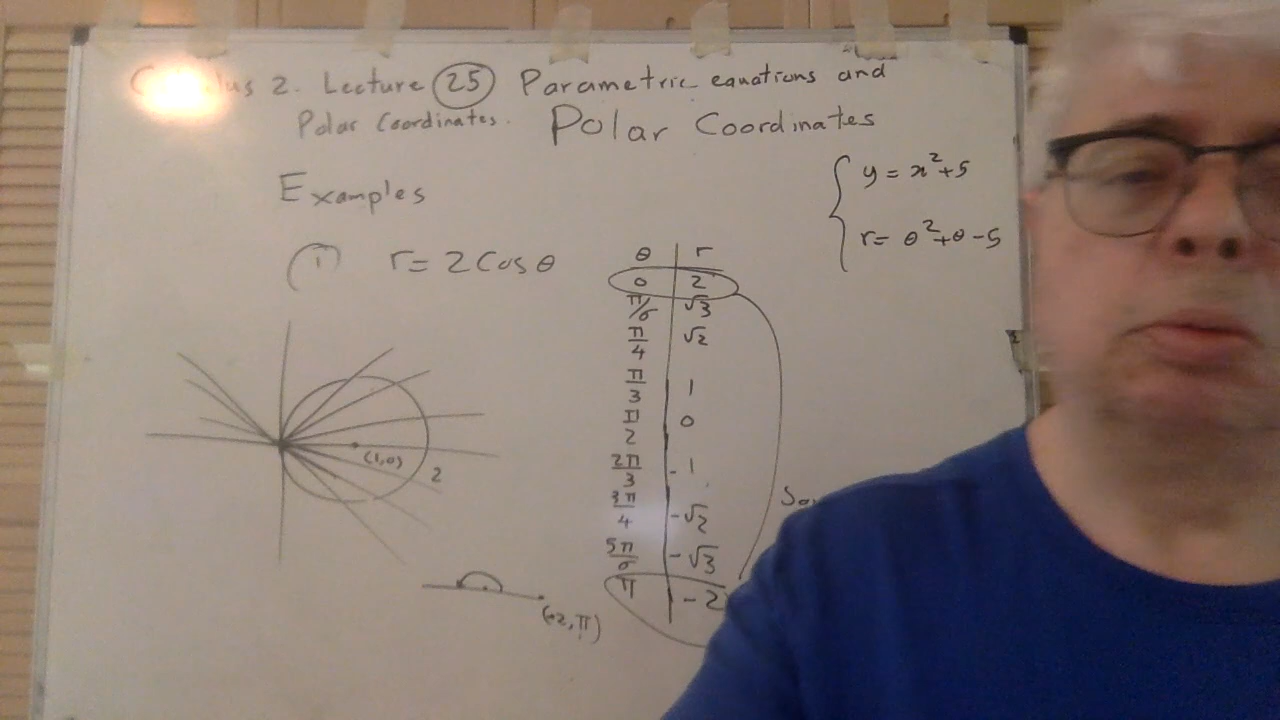 us 2. Lecture 25 Parametric equations and
Polar Coordinates. Polar Coordinates
Examples
1 r = 2 Cos θ
y = x²+5
r = θ²+θ-5
θ r
0 2
π/6 √3
π/4 √2
π/3 1
π/2 0
2π/3 -1
3π/4 -√2
5π/6 -√3
π -2
(1,0)
2
(-2,π)